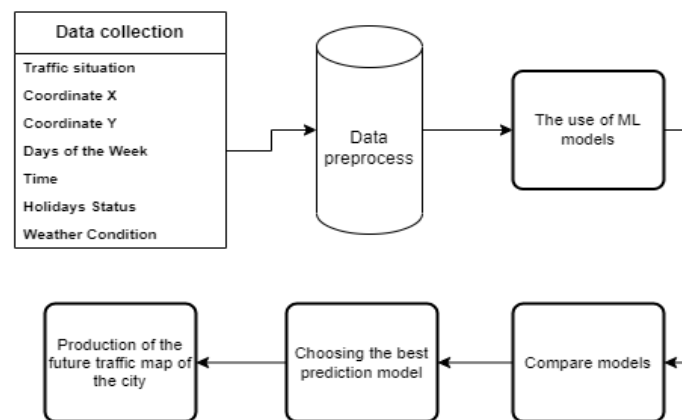 Data collection
Traffic situation
Coordinate X
Coordinate Y
Days of the Week
Time
Holidays Status
Weather Condition
Data
preprocess
The use of ML
models
Production of the
future traffic map of
the city
Choosing the best
prediction model
Compare models